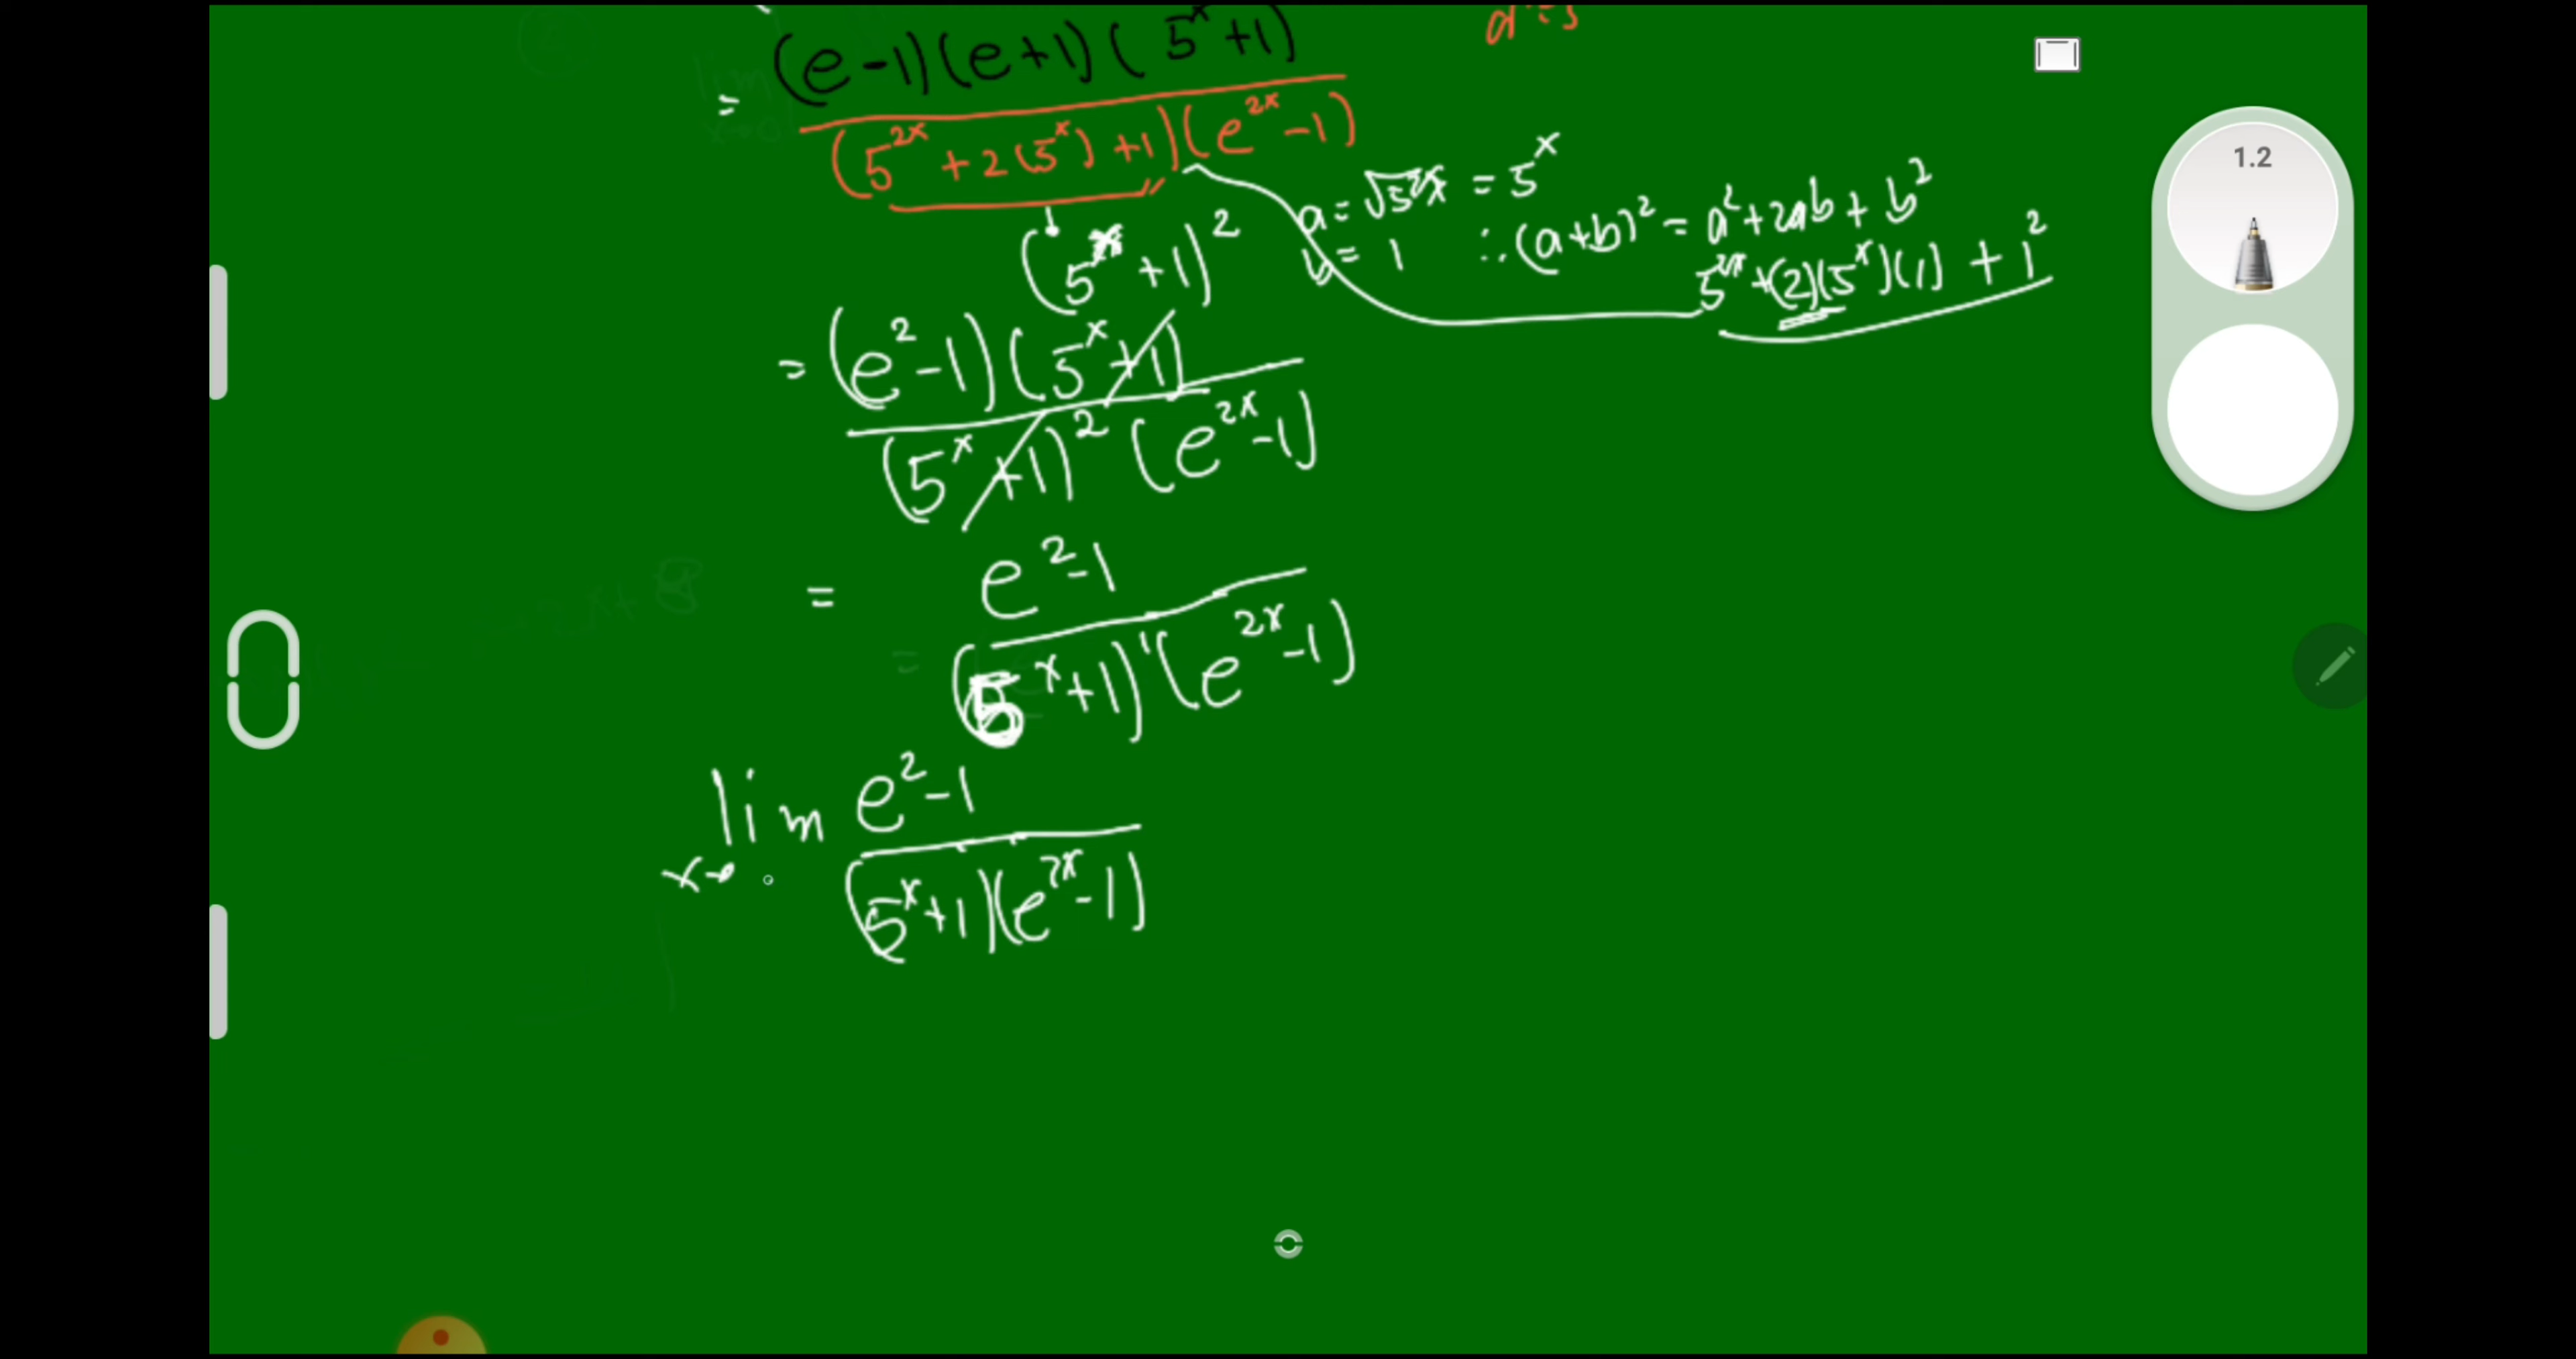 = (e-1)(e+1)(5^x+1) / (5^{2x}+2(5^x)+1)(e^{2x}-1)
(5^x+1)^2
a = √5^{2x} = 5^x
b = 1 ∴ (a+b)^2 = a^2+2ab+b^2
5^{2x}+(2)(5^x)(1)+1^2
= (e^2-1)(5^x+1) / (5^x+1)^2 (e^{2x}-1)
= e^2-1 / (5^x+1)^1 (e^{2x}-1)
lim x→ e^2-1 / (5^x+1)(e^{2x}-1)
1.2